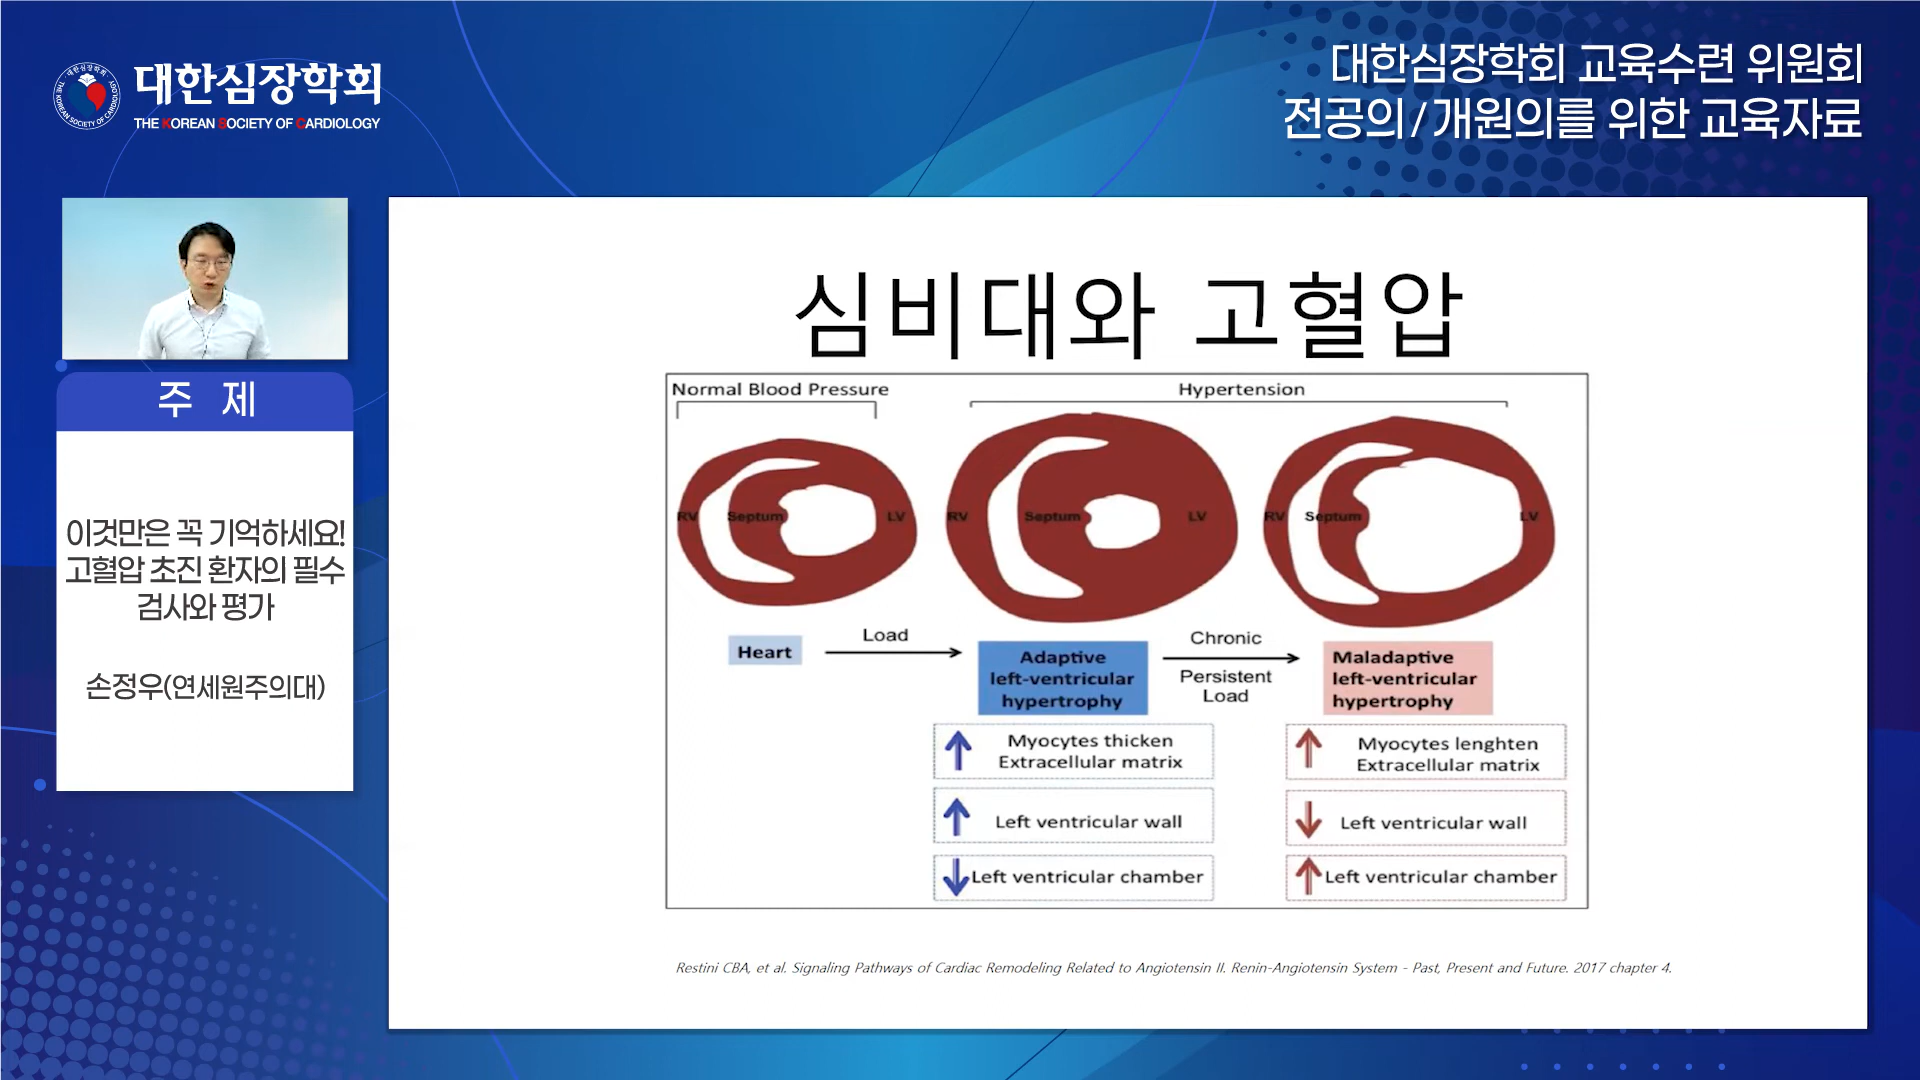 대한심장학회
THE KOREAN SOCIETY OF CARDIOLOGY
대한심장학회 교육수련 위원회
전공의/개원의를 위한 교육자료
주 제
이것만은 꼭 기억하세요!
고혈압 초진 환자의 필수
검사와 평가
손정우(연세원주의대)
심비대와 고혈압
Normal Blood Pressure
Hypertension
RV Septum LV
RV Septum LV
RV Septum LV
Heart
Load
Adaptive
left-ventricular
hypertrophy
Chronic
Persistent
Load
Maladaptive
left-ventricular
hypertrophy
Myocytes thicken
Extracellular matrix
Left ventricular wall
Left ventricular chamber
Myocytes lenghten
Extracellular matrix
Left ventricular wall
Left ventricular chamber
Restini CBA, et al. Signaling Pathways of Cardiac Remodeling Related to Angiotensin II. Renin-Angiotensin System - Past, Present and Future. 2017 chapter 4.